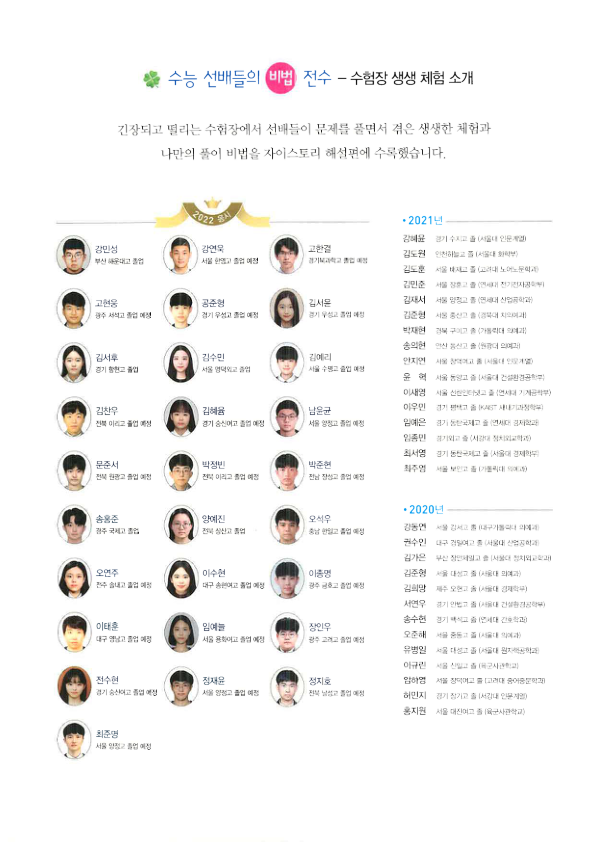 수능 선배들의 비법 전수 – 수험장 생생 체험 소개
긴장되고 떨리는 수험장에서 선배들이 문제를 풀면서 겪은 생생한 체험과
나만의 풀이 비법을 자이스토리 해설편에 수록했습니다.
2022 응시
강민성
부산 해운대고 졸업
강연욱
서울 한영고 졸업 예정
고한결
경기북과학고 졸업 예정
고현웅
광주 서석고 졸업 예정
공준형
경기 우성고 졸업 예정
김서윤
경기 우성고 졸업 예정
김서후
경기 함현고 졸업
김수민
서울 명덕외고 졸업
김예리
서울 수명고 졸업 예정
김찬우
전북 이리고 졸업 예정
김혜윰
경기 송신여고 졸업 예정
남윤균
서울 양정고 졸업 예정
문준서
전북 원광고 졸업 예정
박정빈
전북 이리고 졸업 예정
박준현
전남 장성고 졸업 예정
송홍준
광주 국제고 졸업
양예진
전북 상산고 졸업
오석우
충남 한일고 졸업 예정
오연주
전주 솔내고 졸업 예정
이수현
대구 송현여고 졸업 예정
이충명
광주 금호고 졸업 예정
이태훈
대구 영남고 졸업 예정
임예늘
서울 용화여고 졸업 예정
장인우
광주 고려고 졸업 예정
전수현
경기 송신여고 졸업 예정
정재윤
서울 양정고 졸업 예정
정지호
전북 남성고 졸업 예정
최준영
서울 양정고 졸업 예정
• 2021년
강혜윤 경기 수지고 졸 (서울대 인문계열)
김도원 인천하늘고 졸 (서울대 화학부)
김도훈 서울 배재고 졸 (고려대 노어노문학과)
김민준 서울 장훈고 졸 (연세대 전기전자공학부)
김재서 서울 양정고 졸 (연세대 산업공학과)
김준형 서울 충신고 졸 (경북대 치의예과)
박재현 경북 구미고 졸 (가톨릭대 의예과)
송의현 안산 동산고 졸 (원광대 의예과)
안지연 서울 창덕여고 졸 (서울대 인문계열)
윤 혁 서울 동양고 졸 (서울대 건설환경공학부)
이새영 서울 신현인터넷고 졸 (연세대 기계공학부)
이우민 경기 평택고 졸 (KAIST 새내기과정학부)
임예은 경기 동탄국제고 졸 (연세대 경제학과)
임종민 경기외고 졸 (서강대 정치외교학과)
최서영 경기 동탄국제고 졸 (서울대 경제학부)
최주영 서울 보인고 졸 (가톨릭대 의예과)
• 2020년
강동연 서울 강서고 졸 (대구가톨릭대 의예과)
권수인 대구 경일여고 졸 (서울대 산업공학과)
김가은 부산 장안제일고 졸 (서울대 정치외교학과)
김준형 서울 대성고 졸 (서울대 의예과)
김희망 제주 오현고 졸 (서울대 경제학부)
서연우 경기 안법고 졸 (서울대 건설환경공학부)
송수현 경기 백석고 졸 (연세대 간호학과)
오준해 서울 중동고 졸 (서울대 의예과)
유병일 서울 대성고 졸 (서울대 원자핵공학과)
이규린 서울 신일고 졸 (육군사관학교)
임하영 서울 창덕여고 졸 (고려대 중어중문학과)
허민지 경기 정기고 졸 (서강대 인문계열)
홍지원 서울 대진여고 졸 (육군사관학교)